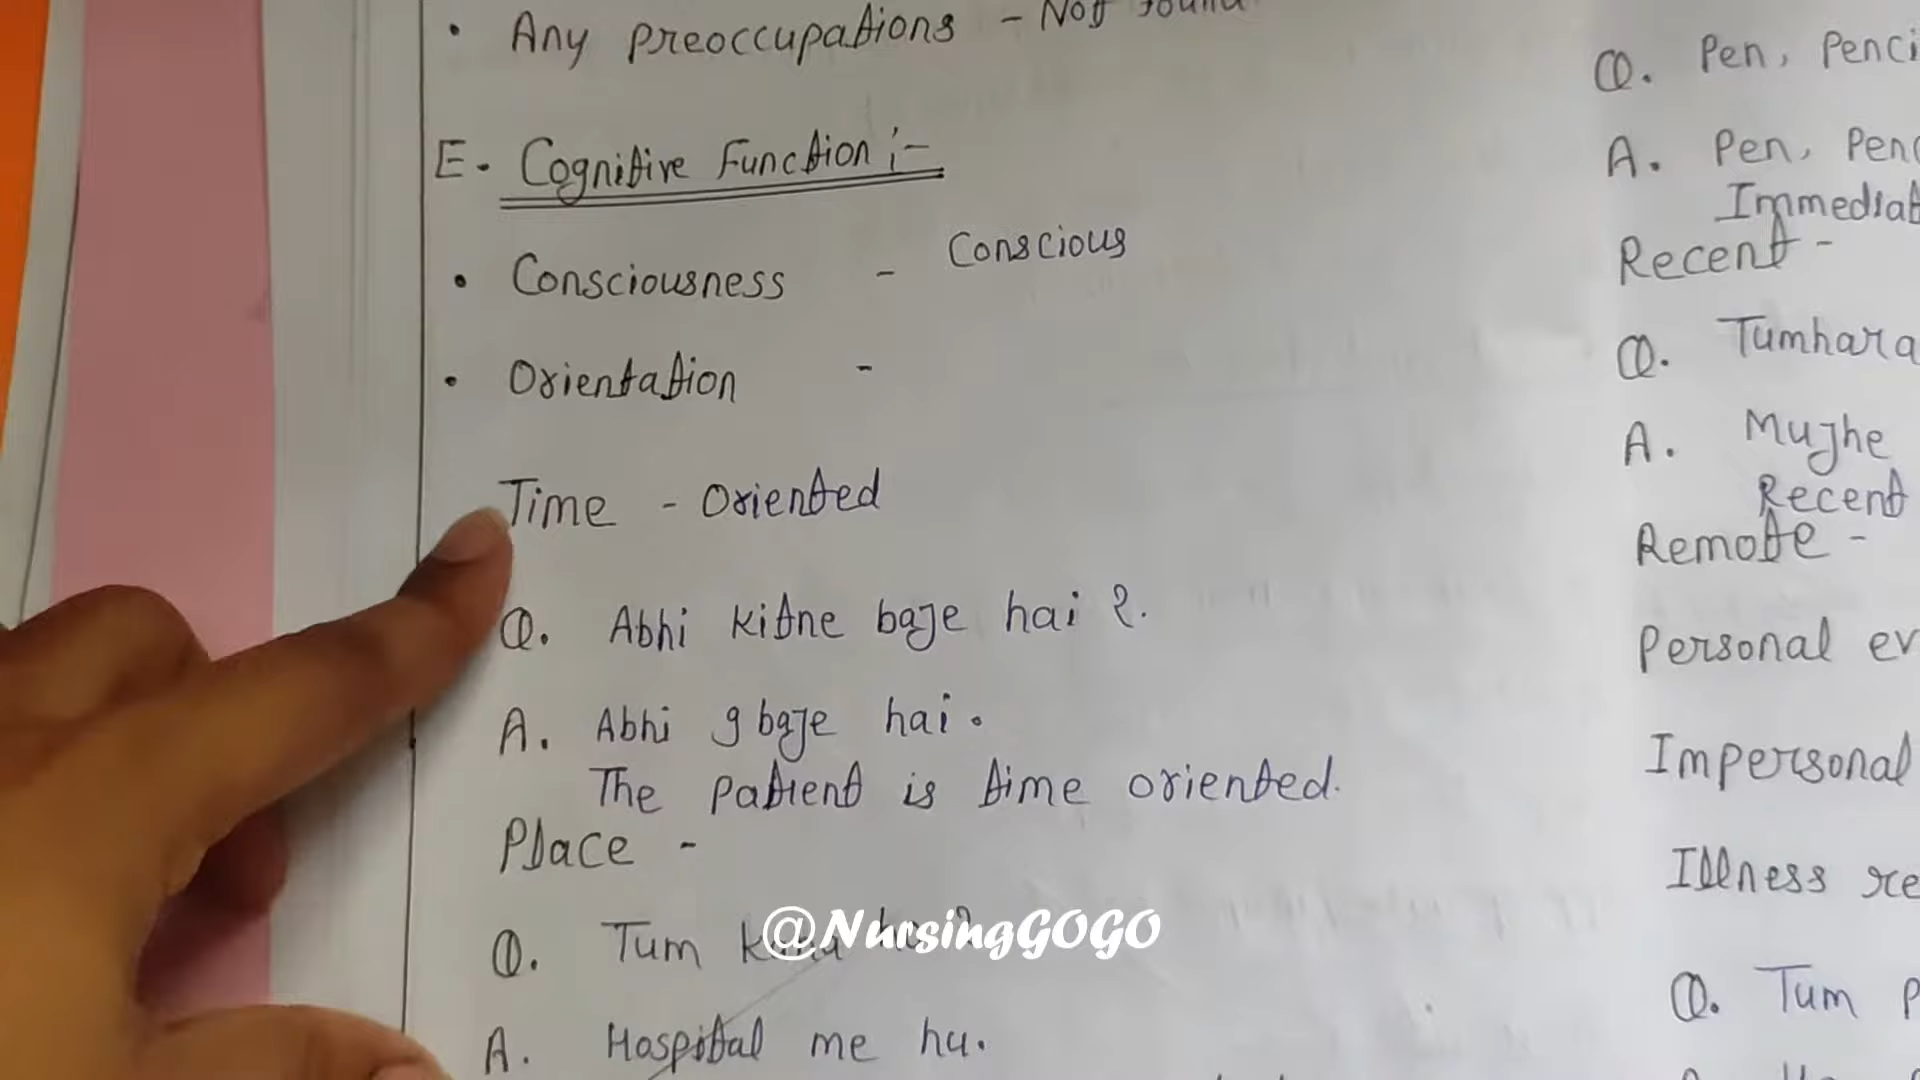 • Any preoccupations - Not found
E. Cognitive Function :-
• Consciousness - Conscious
• Orientation -
Time - Oriented
Q. Abhi kitne baje hai ?.
A. Abhi 9 baje hai.
The patient is time oriented.
Place -
Q. Tum
A. Hospital me hu.
@NursingGOGO
Q. Pen, Penci
A. Pen, Penc
Immediat
Recent -
Q. Tumhara
A. Mujhe
Recent
Remote -
Personal ev
Impersonal
Illness re
Q. Tum P